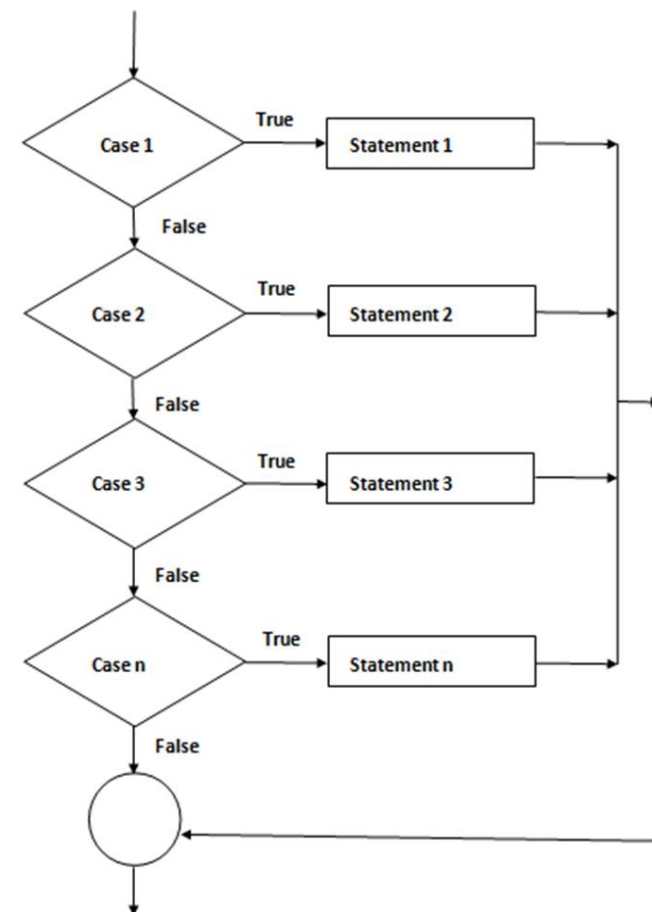 True
Case 1
Statement 1
False
True
Case 2
Statement 2
False
True
Case 3
Statement 3
False
True
Case n
Statement n
False